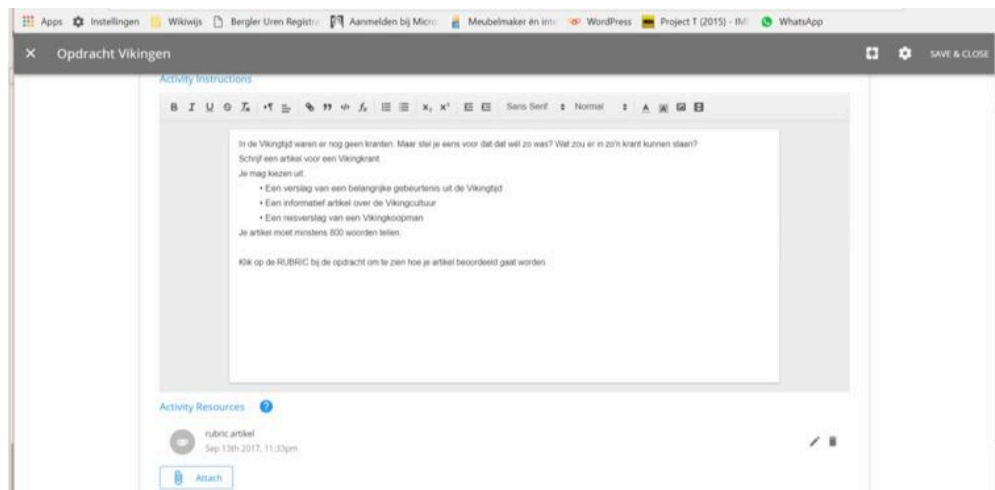 Apps Instellingen Wikiwijs Bergler Uren Registr Aanmelden bij Micro Meubelmaker en inte WordPress Project T (2015) - IM WhatsApp
Opdracht Vikingen SAVE & CLOSE
Activity Instructions
Sans Serif Normal
In de Vikingtijd waren er nog geen kranten. Maar stel je eens voor dat dat wel zo was? Wat zou er in zo'n krant kunnen staan?
Schrijf een artikel voor een Vikingkrant.
Je mag kiezen uit:
• Een verslag van een belangrijke gebeurtenis uit de Vikingtijd
• Een informatief artikel over de Vikingcultuur
• Een reisverslag van een Vikingkoopman
Je artikel moet minstens 800 woorden tellen.
Klik op de RUBRIC bij de opdracht om te zien hoe je artikel beoordeeld gaat worden.
Activity Resources ?
rubric artikel
Sep 13th 2017, 11:33pm
Attach